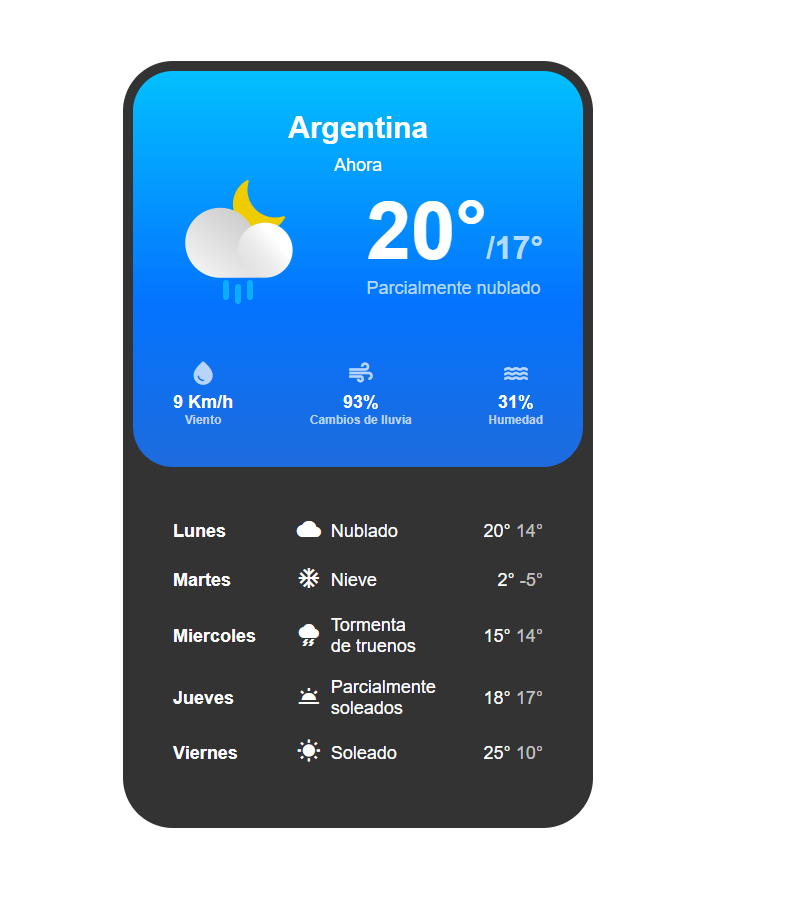 Argentina
Ahora
20°/17°
Parcialmente nublado
9 Km/h 93% 31%
Viento Cambios de lluvia Humedad
Lunes Nublado 20° 14°
Martes Nieve 2° -5°
Miercoles Tormenta de truenos 15° 14°
Jueves Parcialmente soleados 18° 17°
Viernes Soleado 25° 10°